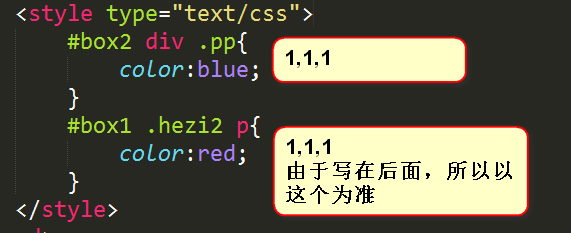 <style type="text/css">
#box2 div .pp{
color:blue;
}
1,1,1
#box1 .hezi2 p{
color:red;
}
1,1,1
由于写在后面，所以以
这个为准
</style>